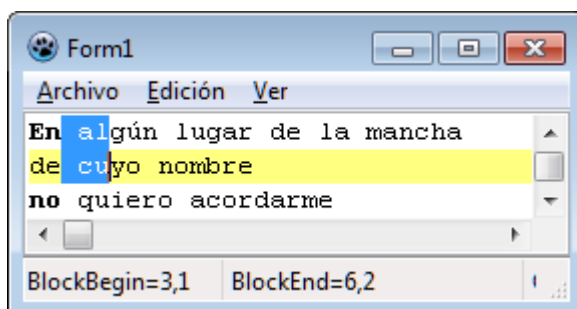 Form1
Archivo Edición Ver
En algún lugar de la mancha
de cuyo nombre
no quiero acordarme
BlockBegin=3,1 BlockEnd=6,2